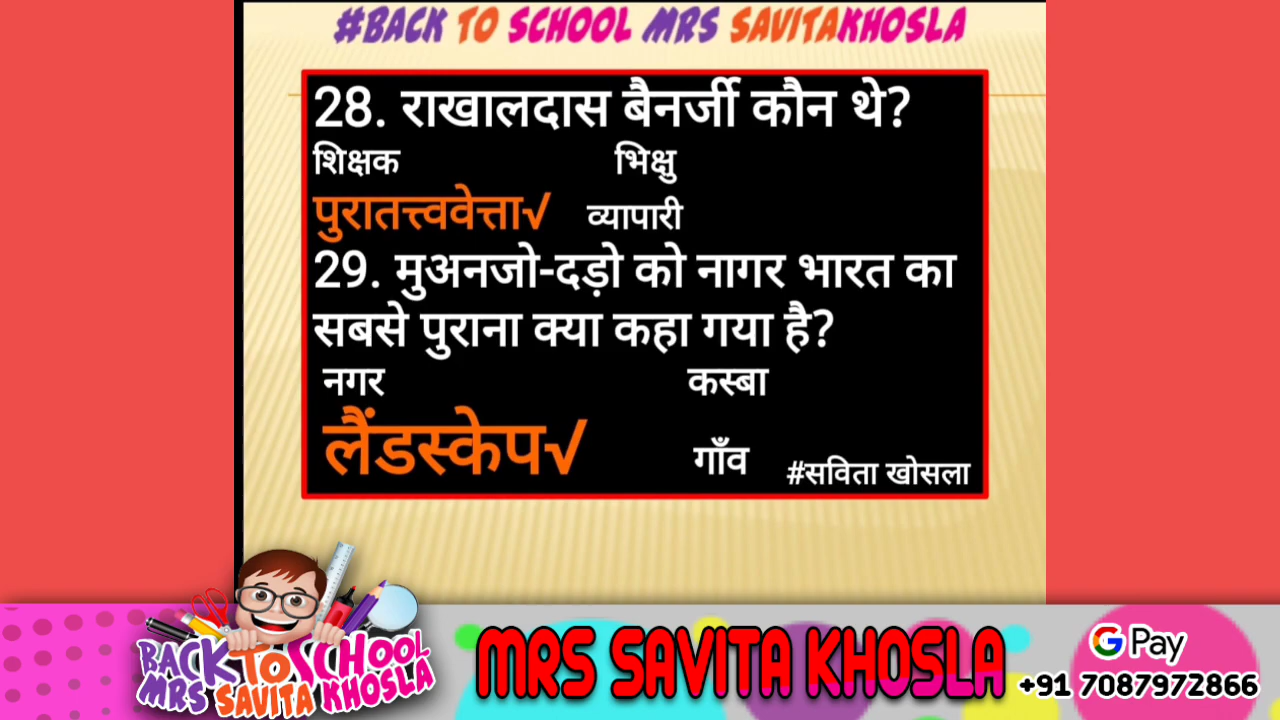 #BACK TO SCHOOL MRS SAVITAKHOSLA
28. राखालदास बैनर्जी कौन थे?
शिक्षक भिक्षु
पुरातत्त्ववेत्ता√ व्यापारी
29. मुअनजो-दड़ो को नागर भारत का
सबसे पुराना क्या कहा गया है?
नगर कस्बा
लैंडस्केप√ गाँव
#सविता खोसला
BACK TO SCHOOL
MRS SAVITA KHOSLA
MRS SAVITA KHOSLA
G Pay
+91 7087972866